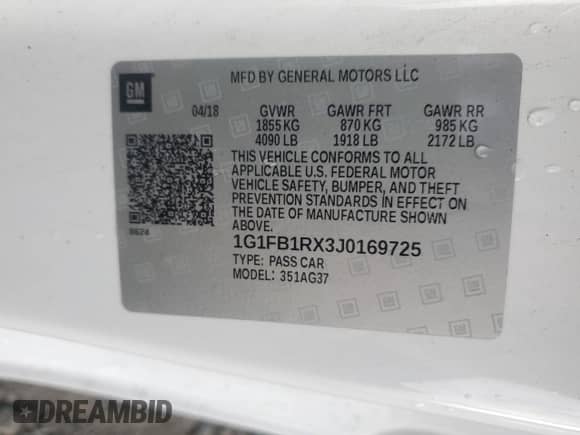 GM
MFD BY GENERAL MOTORS LLC
04/18 GVWR GAWR FRT GAWR RR
1855 KG 870 KG 985 KG
4090 LB 1918 LB 2172 LB
THIS VEHICLE CONFORMS TO ALL
APPLICABLE U.S. FEDERAL MOTOR
VEHICLE SAFETY, BUMPER, AND THEFT
PREVENTION STANDARDS IN EFFECT ON
THE DATE OF MANUFACTURE SHOWN
ABOVE.
0624
1G1FB1RX3J0169725
TYPE: PASS CAR
MODEL: 351AG37
DREAMBID